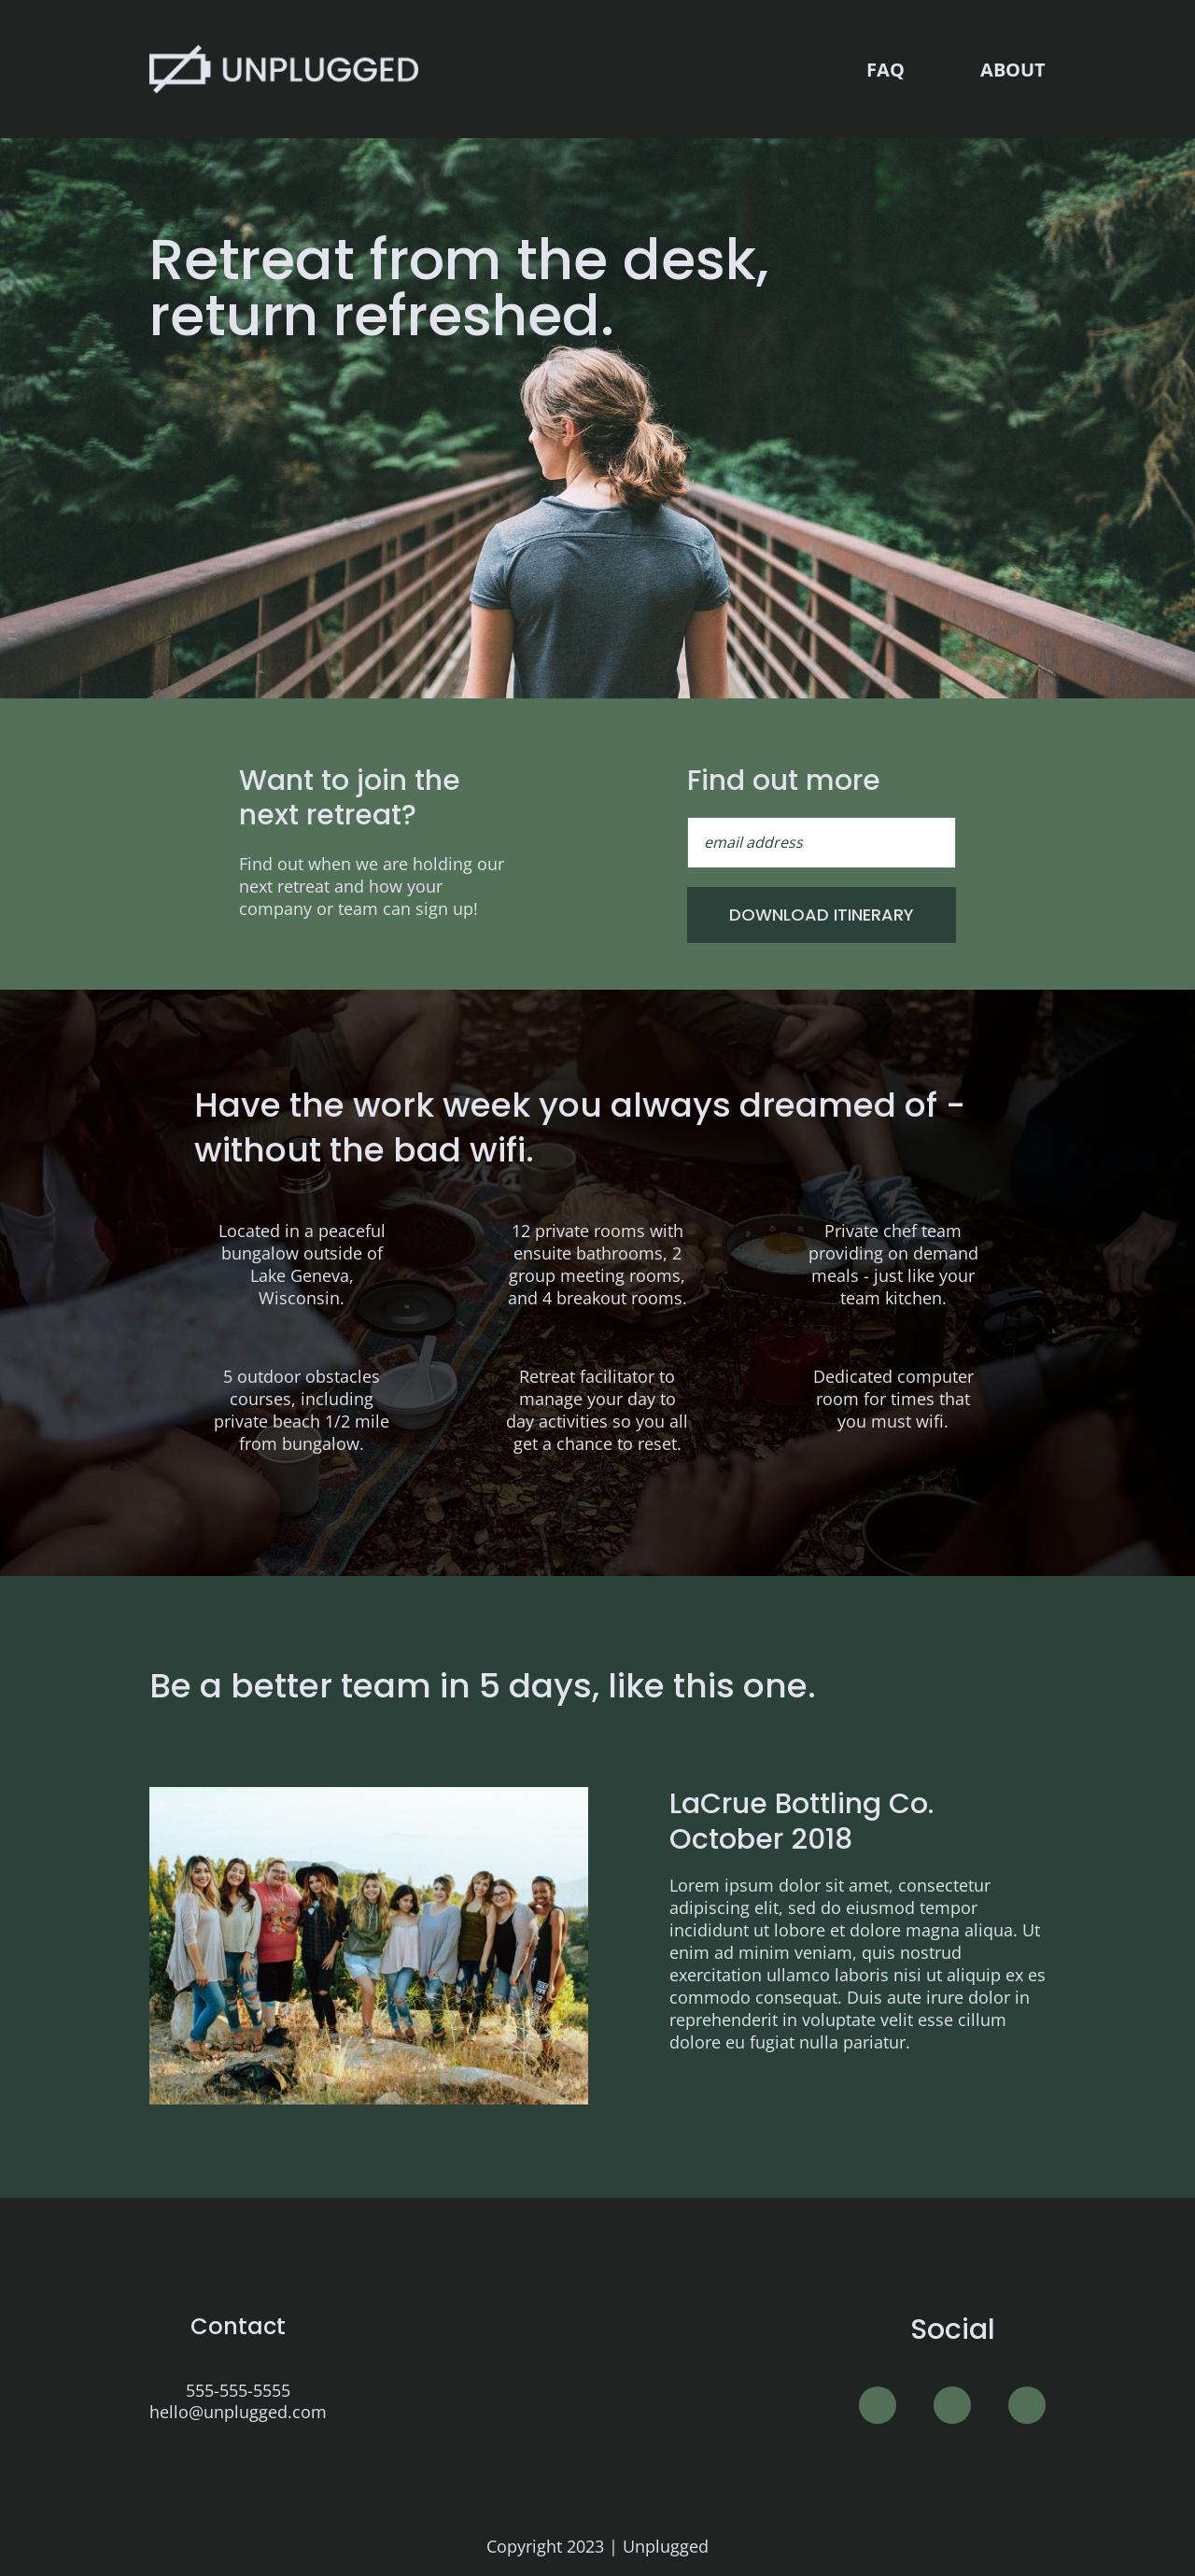 UNPLUGGED
FAQ
ABOUT
Retreat from the desk,
return refreshed.
Want to join the
next retreat?
Find out when we are holding our
next retreat and how your
company or team can sign up!
Find out more
email address
DOWNLOAD ITINERARY
Have the work week you always dreamed of -
without the bad wifi.
Located in a peaceful
bungalow outside of
Lake Geneva,
Wisconsin.
12 private rooms with
ensuite bathrooms, 2
group meeting rooms,
and 4 breakout rooms.
Private chef team
providing on demand
meals - just like your
team kitchen.
5 outdoor obstacles
courses, including
private beach 1/2 mile
from bungalow.
Retreat facilitator to
manage your day to
day activities so you all
get a chance to reset.
Dedicated computer
room for times that
you must wifi.
Be a better team in 5 days, like this one.
LaCrue Bottling Co.
October 2018
Lorem ipsum dolor sit amet, consectetur
adipiscing elit, sed do eiusmod tempor
incididunt ut lobore et dolore magna aliqua. Ut
enim ad minim veniam, quis nostrud
exercitation ullamco laboris nisi ut aliquip ex es
commodo consequat. Duis aute irure dolor in
reprehenderit in voluptate velit esse cillum
dolore eu fugiat nulla pariatur.
Contact
555-555-5555
hello@unplugged.com
Social
Copyright 2023 | Unplugged